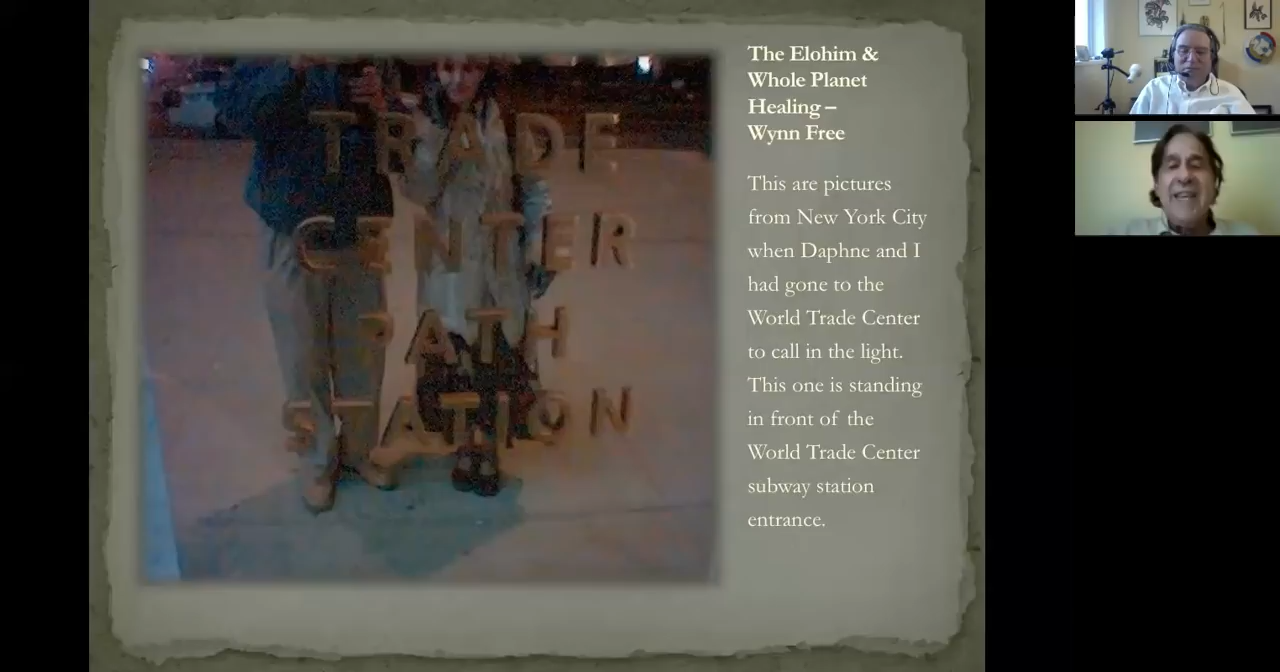 TRADE
CENTER
PATH
STATION
The Elohim &
Whole Planet
Healing –
Wynn Free
This are pictures
from New York City
when Daphne and I
had gone to the
World Trade Center
to call in the light.
This one is standing
in front of the
World Trade Center
subway station
entrance.